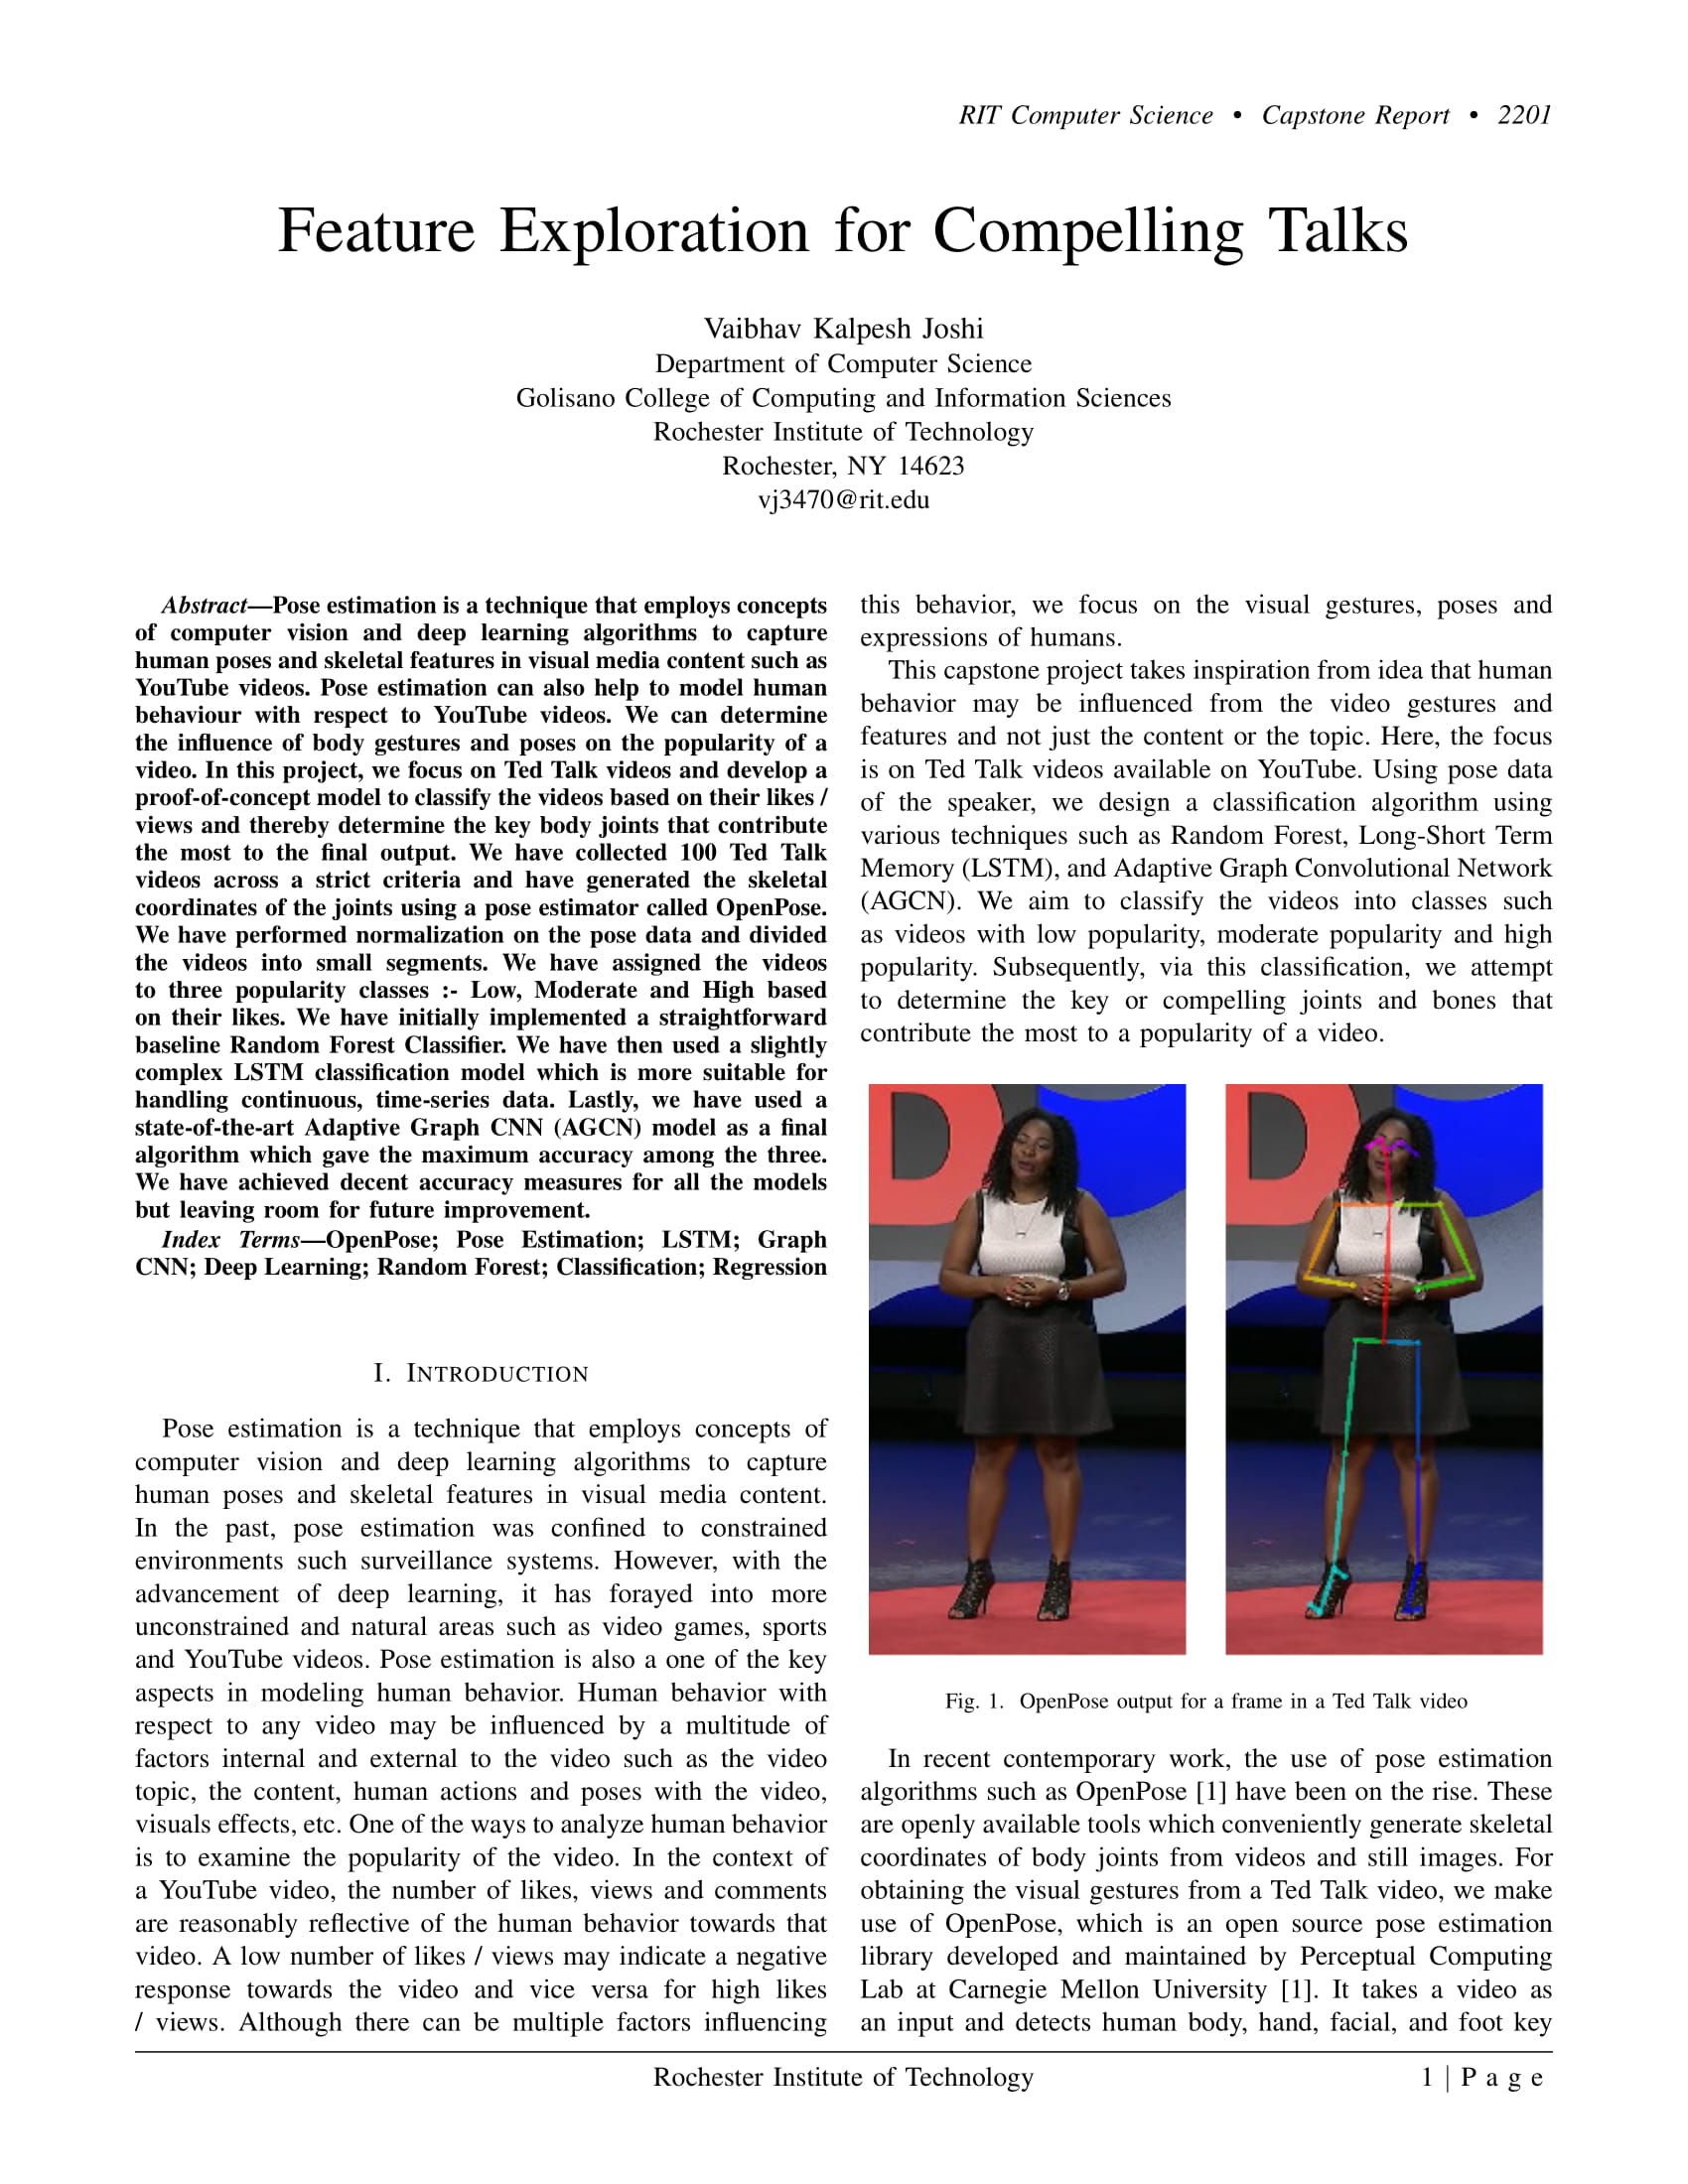 RIT Computer Science • Capstone Report • 2201
Feature Exploration for Compelling Talks
Vaibhav Kalpesh Joshi
Department of Computer Science
Golisano College of Computing and Information Sciences
Rochester Institute of Technology
Rochester, NY 14623
vj3470@rit.edu
Abstract—Pose estimation is a technique that employs concepts
of computer vision and deep learning algorithms to capture
human poses and skeletal features in visual media content such as
YouTube videos. Pose estimation can also help to model human
behaviour with respect to YouTube videos. We can determine
the influence of body gestures and poses on the popularity of a
video. In this project, we focus on Ted Talk videos and develop a
proof-of-concept model to classify the videos based on their likes /
views and thereby determine the key body joints that contribute
the most to the final output. We have collected 100 Ted Talk
videos across a strict criteria and have generated the skeletal
coordinates of the joints using a pose estimator called OpenPose.
We have performed normalization on the pose data and divided
the videos into small segments. We have assigned the videos
to three popularity classes :- Low, Moderate and High based
on their likes. We have initially implemented a straightforward
baseline Random Forest Classifier. We have then used a slightly
complex LSTM classification model which is more suitable for
handling continuous, time-series data. Lastly, we have used a
state-of-the-art Adaptive Graph CNN (AGCN) model as a final
algorithm which gave the maximum accuracy among the three.
We have achieved decent accuracy measures for all the models
but leaving room for future improvement.
Index Terms—OpenPose; Pose Estimation; LSTM; Graph
CNN; Deep Learning; Random Forest; Classification; Regression
I. INTRODUCTION
Pose estimation is a technique that employs concepts of
computer vision and deep learning algorithms to capture
human poses and skeletal features in visual media content.
In the past, pose estimation was confined to constrained
environments such surveillance systems. However, with the
advancement of deep learning, it has forayed into more
unconstrained and natural areas such as video games, sports
and YouTube videos. Pose estimation is also a one of the key
aspects in modeling human behavior. Human behavior with
respect to any video may be influenced by a multitude of
factors internal and external to the video such as the video
topic, the content, human actions and poses with the video,
visuals effects, etc. One of the ways to analyze human behavior
is to examine the popularity of the video. In the context of
a YouTube video, the number of likes, views and comments
are reasonably reflective of the human behavior towards that
video. A low number of likes / views may indicate a negative
response towards the video and vice versa for high likes
/ views. Although there can be multiple factors influencing
this behavior, we focus on the visual gestures, poses and
expressions of humans.
This capstone project takes inspiration from idea that human
behavior may be influenced from the video gestures and
features and not just the content or the topic. Here, the focus
is on Ted Talk videos available on YouTube. Using pose data
of the speaker, we design a classification algorithm using
various techniques such as Random Forest, Long-Short Term
Memory (LSTM), and Adaptive Graph Convolutional Network
(AGCN). We aim to classify the videos into classes such
as videos with low popularity, moderate popularity and high
popularity. Subsequently, via this classification, we attempt
to determine the key or compelling joints and bones that
contribute the most to a popularity of a video.
D D
Fig. 1. OpenPose output for a frame in a Ted Talk video
In recent contemporary work, the use of pose estimation
algorithms such as OpenPose [1] have been on the rise. These
are openly available tools which conveniently generate skeletal
coordinates of body joints from videos and still images. For
obtaining the visual gestures from a Ted Talk video, we make
use of OpenPose, which is an open source pose estimation
library developed and maintained by Perceptual Computing
Lab at Carnegie Mellon University [1]. It takes a video as
an input and detects human body, hand, facial, and foot key
Rochester Institute of Technology
1 | P a g e